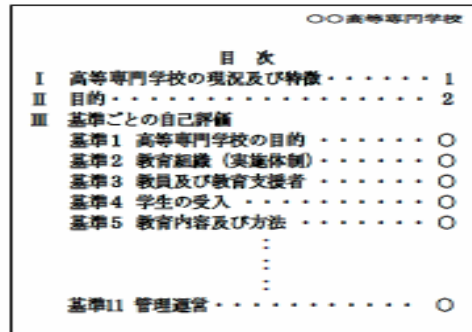 ○○高等専門学校
目 次
Ⅰ 高等専門学校の現況及び特徴・・・・・・ 1
Ⅱ 目的・・・・・・・・・・・・・・・・・ 2
Ⅲ 基準ごとの自己評価
基準1 高等専門学校の目的 ・・・・・・ ○
基準2 教育組織（実施体制）・・・・・・ ○
基準3 教員及び教育支援者 ・・・・・・ ○
基準4 学生の受入 ・・・・・・・・・・ ○
基準5 教育内容及び方法 ・・・・・・・ ○
：
：
：
基準11 管理運営・・・・・・・・・・・ ○